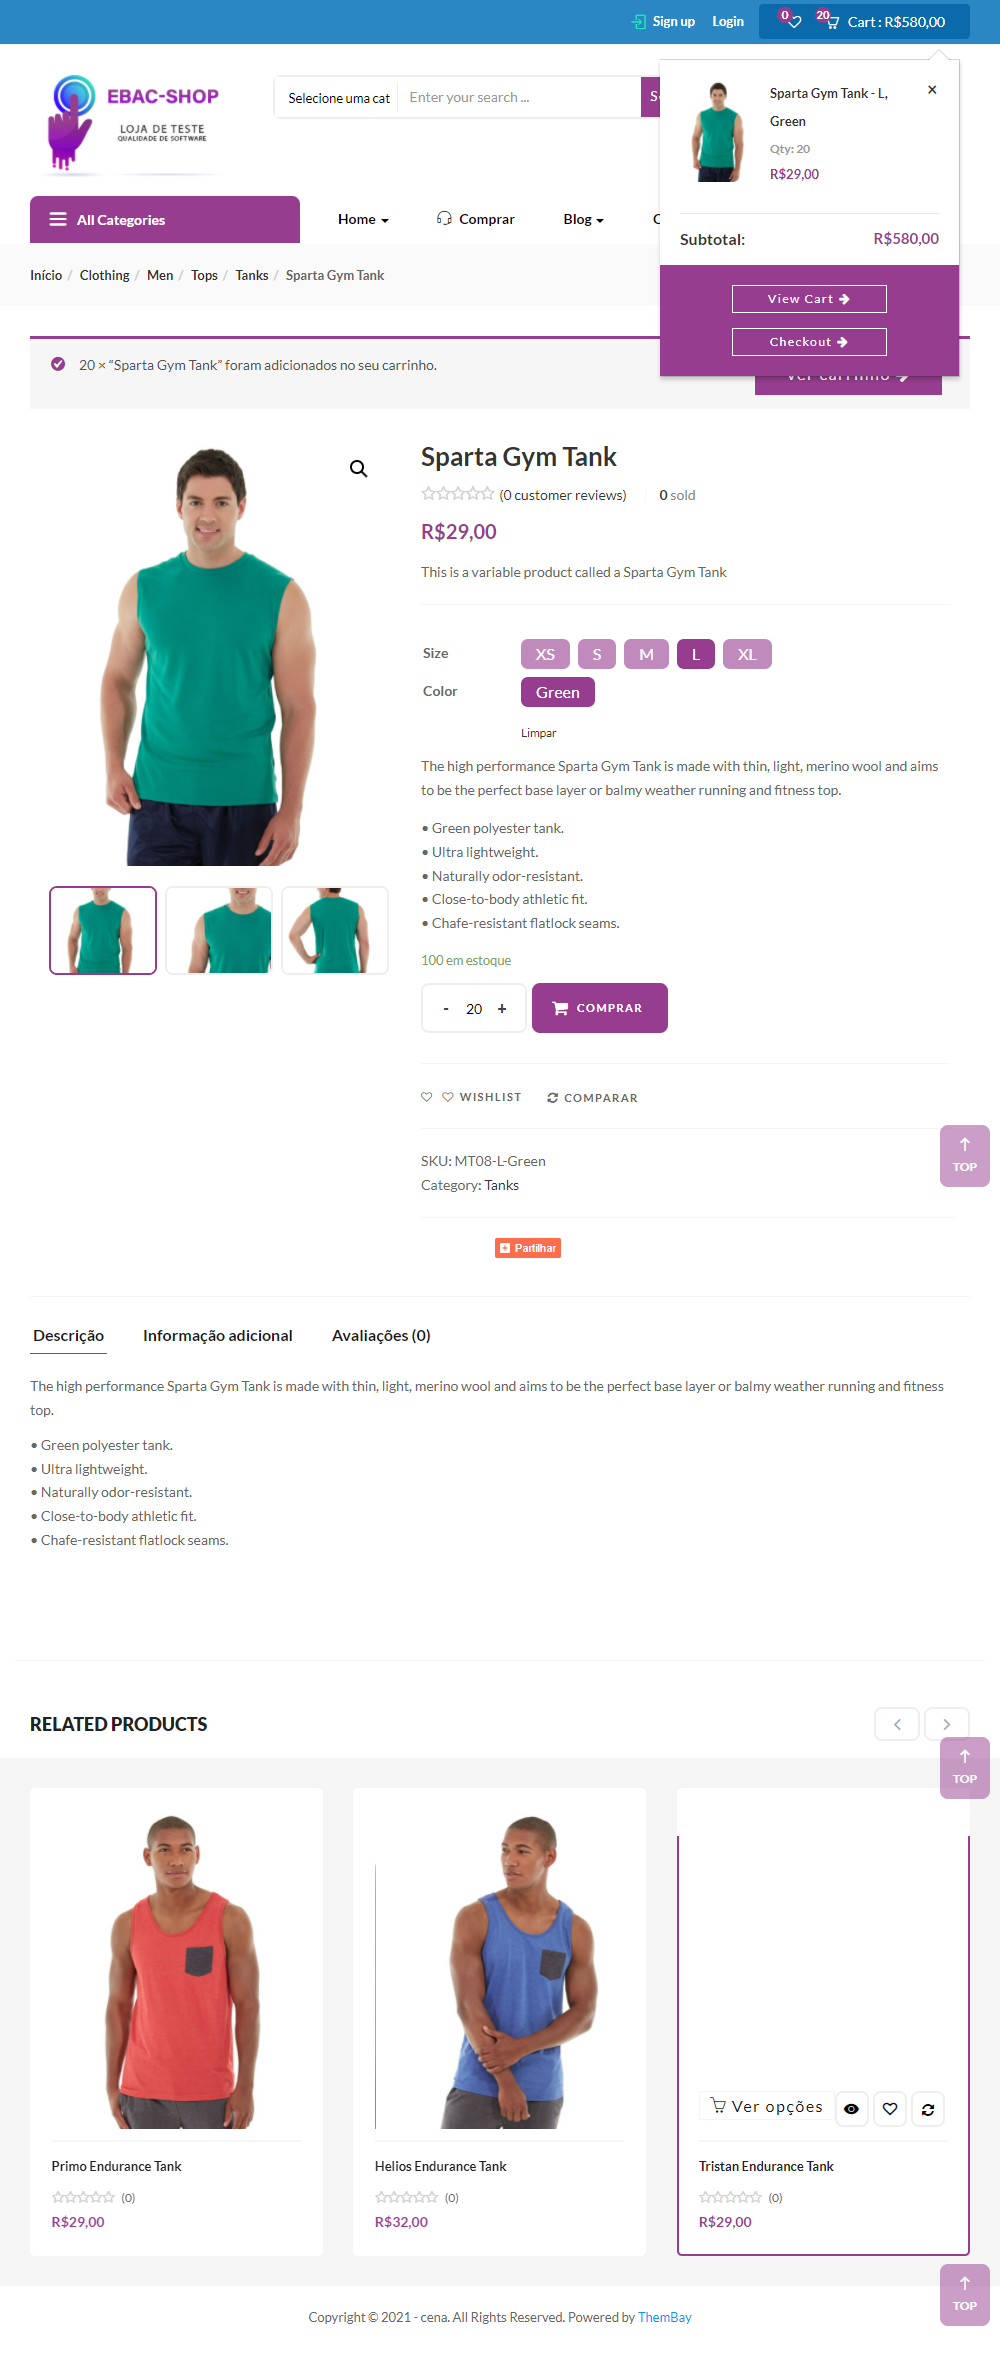 Sign up
Login
0
20
Cart : R$580,00
EBAC-SHOP
LOJA DE TESTE
QUALIDADE DE SOFTWARE
Selecione uma cat
Enter your search ...
Sparta Gym Tank - L,
Green
Qty: 20
R$29,00
×
Subtotal:
R$580,00
View Cart
Checkout
All Categories
Home
Comprar
Blog
Início / Clothing / Men / Tops / Tanks / Sparta Gym Tank
20 × “Sparta Gym Tank” foram adicionados no seu carrinho.
Ver carrinho
Sparta Gym Tank
(0 customer reviews)
0 sold
R$29,00
This is a variable product called a Sparta Gym Tank
Size
XS
S
M
L
XL
Color
Green
Limpar
The high performance Sparta Gym Tank is made with thin, light, merino wool and aims
to be the perfect base layer or balmy weather running and fitness top.
• Green polyester tank.
• Ultra lightweight.
• Naturally odor-resistant.
• Close-to-body athletic fit.
• Chafe-resistant flatlock seams.
100 em estoque
- 20 +
COMPRAR
WISHLIST
COMPARAR
TOP
SKU: MT08-L-Green
Category: Tanks
Partilhar
Descrição
Informação adicional
Avaliações (0)
The high performance Sparta Gym Tank is made with thin, light, merino wool and aims to be the perfect base layer or balmy weather running and fitness
top.
• Green polyester tank.
• Ultra lightweight.
• Naturally odor-resistant.
• Close-to-body athletic fit.
• Chafe-resistant flatlock seams.
RELATED PRODUCTS
TOP
Primo Endurance Tank
(0)
R$29,00
Helios Endurance Tank
(0)
R$32,00
Ver opções
Tristan Endurance Tank
(0)
R$29,00
TOP
Copyright © 2021 - cena. All Rights Reserved. Powered by ThemBay